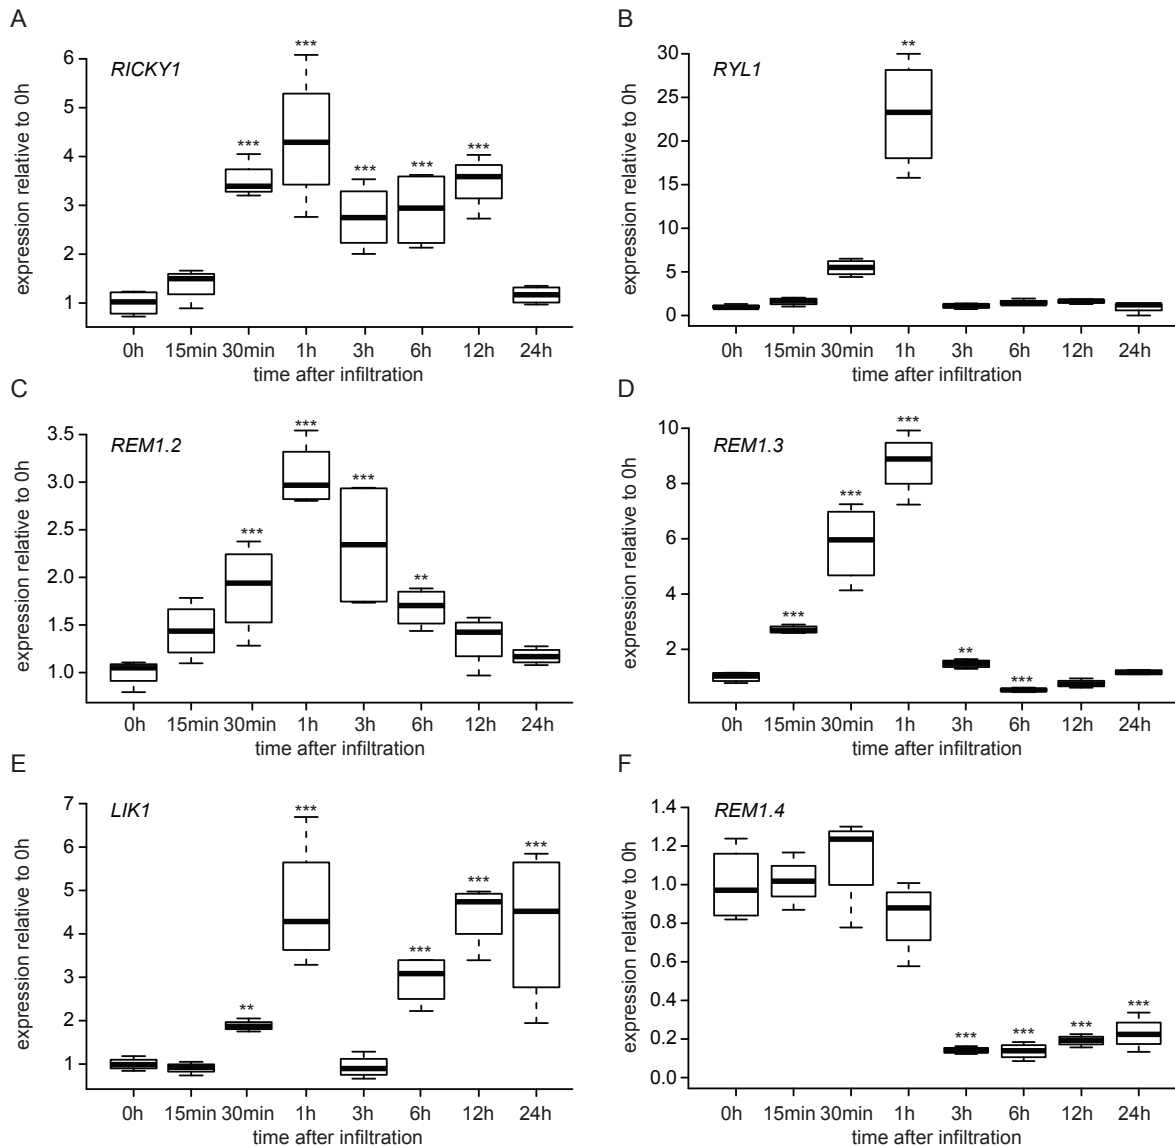 A
expression relative to 0h
RICKY1
6
5
4
3
2
1
***
***
***
***
***
0h 15min 30min 1h 3h 6h 12h 24h
time after infiltration
B
expression relative to 0h
RYL1
30
25
20
15
10
5
0
**
0h 15min 30min 1h 3h 6h 12h 24h
time after infiltration
C
expression relative to 0h
REM1.2
3.5
3.0
2.5
2.0
1.5
1.0
***
***
***
**
0h 15min 30min 1h 3h 6h 12h 24h
time after infiltration
D
expression relative to 0h
REM1.3
10
8
6
4
2
***
***
***
**
***
0h 15min 30min 1h 3h 6h 12h 24h
time after infiltration
E
expression relative to 0h
LIK1
7
6
5
4
3
2
1
**
***
***
***
***
0h 15min 30min 1h 3h 6h 12h 24h
time after infiltration
F
expression relative to 0h
REM1.4
1.4
1.2
1.0
0.8
0.6
0.4
0.2
0.0
***
***
***
***
0h 15min 30min 1h 3h 6h 12h 24h
time after infiltration